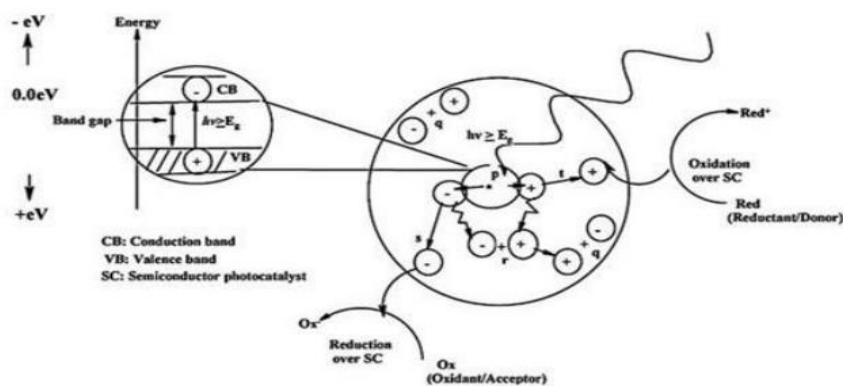 - eV
Energy
0.0eV
CB
Band gap
hν≥Eg
VB
+eV
CB: Conduction band
VB: Valence band
SC: Semiconductor photocatalyst
q
hν ≥ Eg
p
t
s
r
q
Red+
Oxidation
over SC
Red
(Reductant/Donor)
Ox-
Reduction
over SC
Ox
(Oxidant/Acceptor)